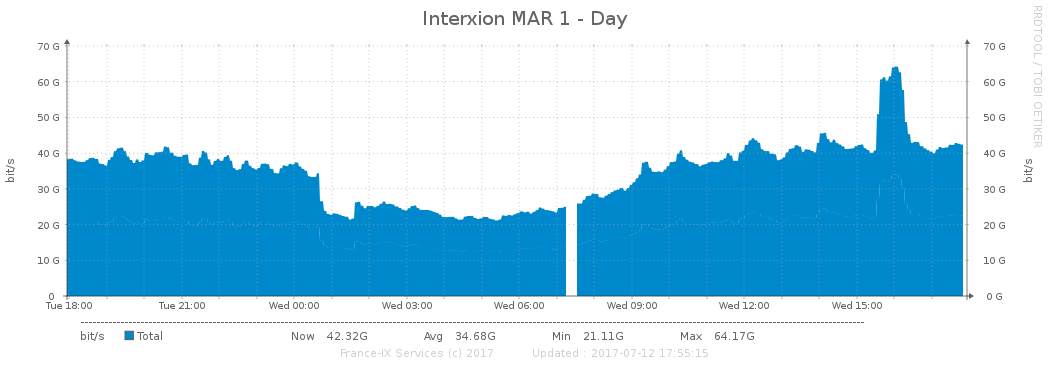 Interxion MAR 1 - Day
RRDTOOL / TOBI OETIKER
bit/s
bit/s
70 G 70 G
60 G 60 G
50 G 50 G
40 G 40 G
30 G 30 G
20 G 20 G
10 G 10 G
0 0 G
Tue 18:00 Tue 21:00 Wed 00:00 Wed 03:00 Wed 06:00 Wed 09:00 Wed 12:00 Wed 15:00
bit/s Total Now 42.32G Avg 34.68G Min 21.11G Max 64.17G
France-IX Services (c) 2017 Updated : 2017-07-12 17:55:15